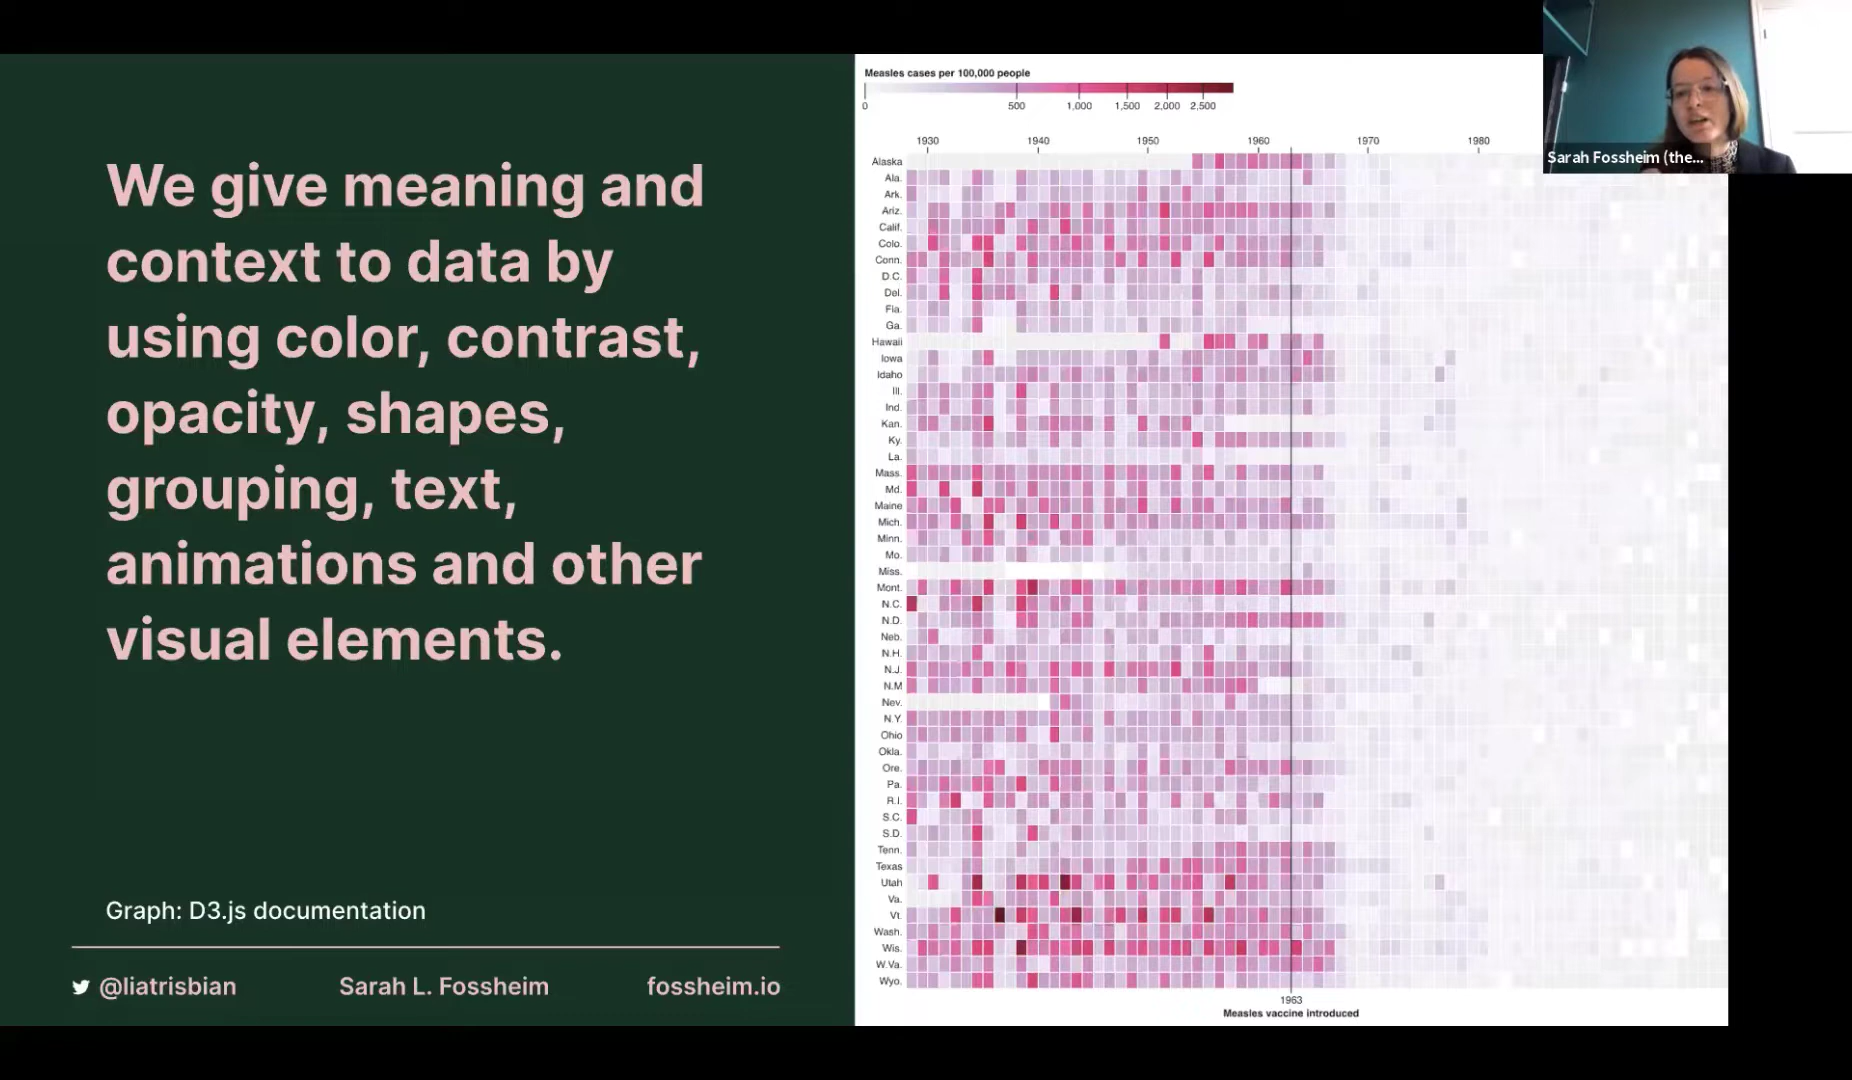 We give meaning and
context to data by
using color, contrast,
opacity, shapes,
grouping, text,
animations and other
visual elements.
Graph: D3.js documentation
@liatrisbian
Sarah L. Fossheim
fossheim.io
Measles cases per 100,000 people
0 500 1,000 1,500 2,000 2,500
1930 1940 1950 1960 1970 1980
Alaska
Ala.
Ark.
Ariz.
Calif.
Colo.
Conn.
D.C.
Del.
Fla.
Ga.
Hawaii
Iowa
Idaho
Ill.
Ind.
Kan.
Ky.
La.
Mass.
Md.
Maine
Mich.
Minn.
Mo.
Miss.
Mont.
N.C.
N.D.
Neb.
N.H.
N.J.
N.M
Nev.
N.Y.
Ohio
Okla.
Ore.
Pa.
R.I.
S.C.
S.D.
Tenn.
Texas
Utah
Va.
Vt.
Wash.
Wis.
W.Va.
Wyo.
1963
Measles vaccine introduced
Sarah Fossheim (the...